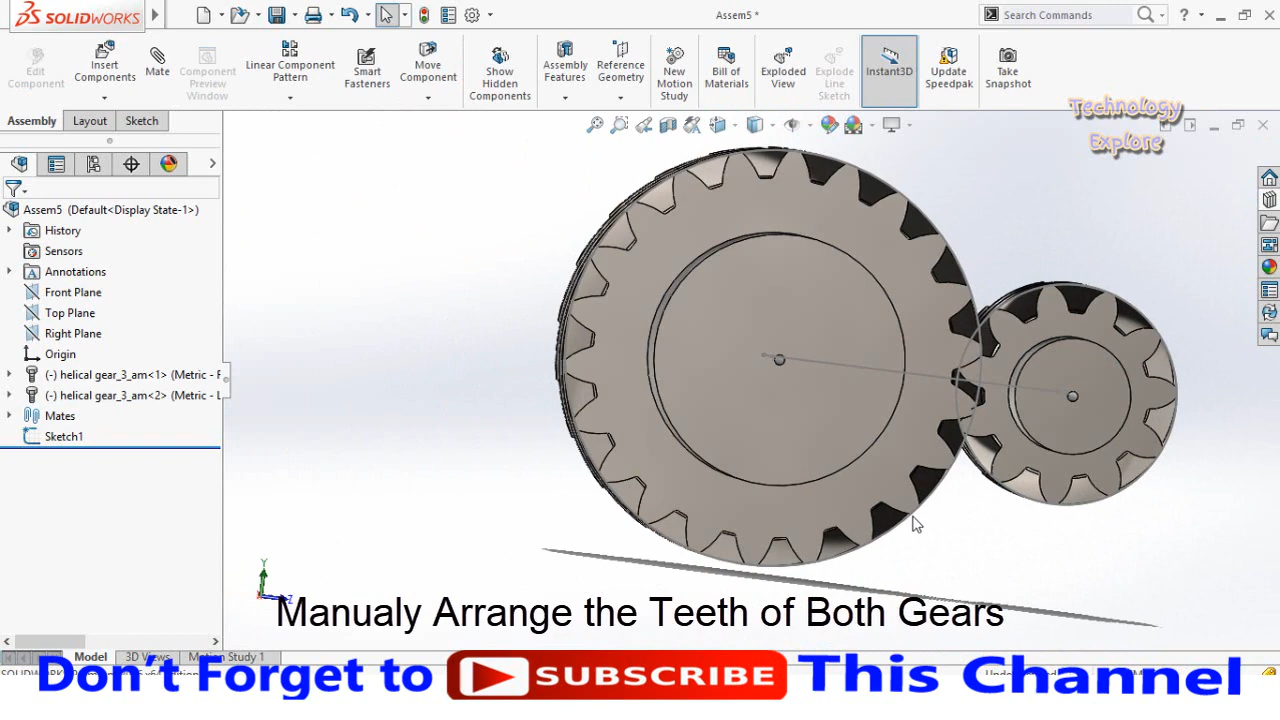 SOLIDWORKS
Assem5 *
Search Commands
?
Edit
Component
Insert
Components
Mate
Component
Preview
Window
Linear Component
Pattern
Smart
Fasteners
Move
Component
Show
Hidden
Components
Assembly
Features
Reference
Geometry
New
Motion
Study
Bill of
Materials
Exploded
View
Explode
Line
Sketch
Instant3D
Update
Speedpak
Take
Snapshot
Technology
Explore
Assembly
Layout
Sketch
Assem5 (Default<Display State-1>)
History
Sensors
Annotations
Front Plane
Top Plane
Right Plane
Origin
(-) helical gear_3_am<1> (Metric - 
(-) helical gear_3_am<2> (Metric - 
Mates
Sketch1
Y
Z
Manualy Arrange the Teeth of Both Gears
Model
3D Views
Motion Study 1
Don't Forget to SUBSCRIBE This Channel